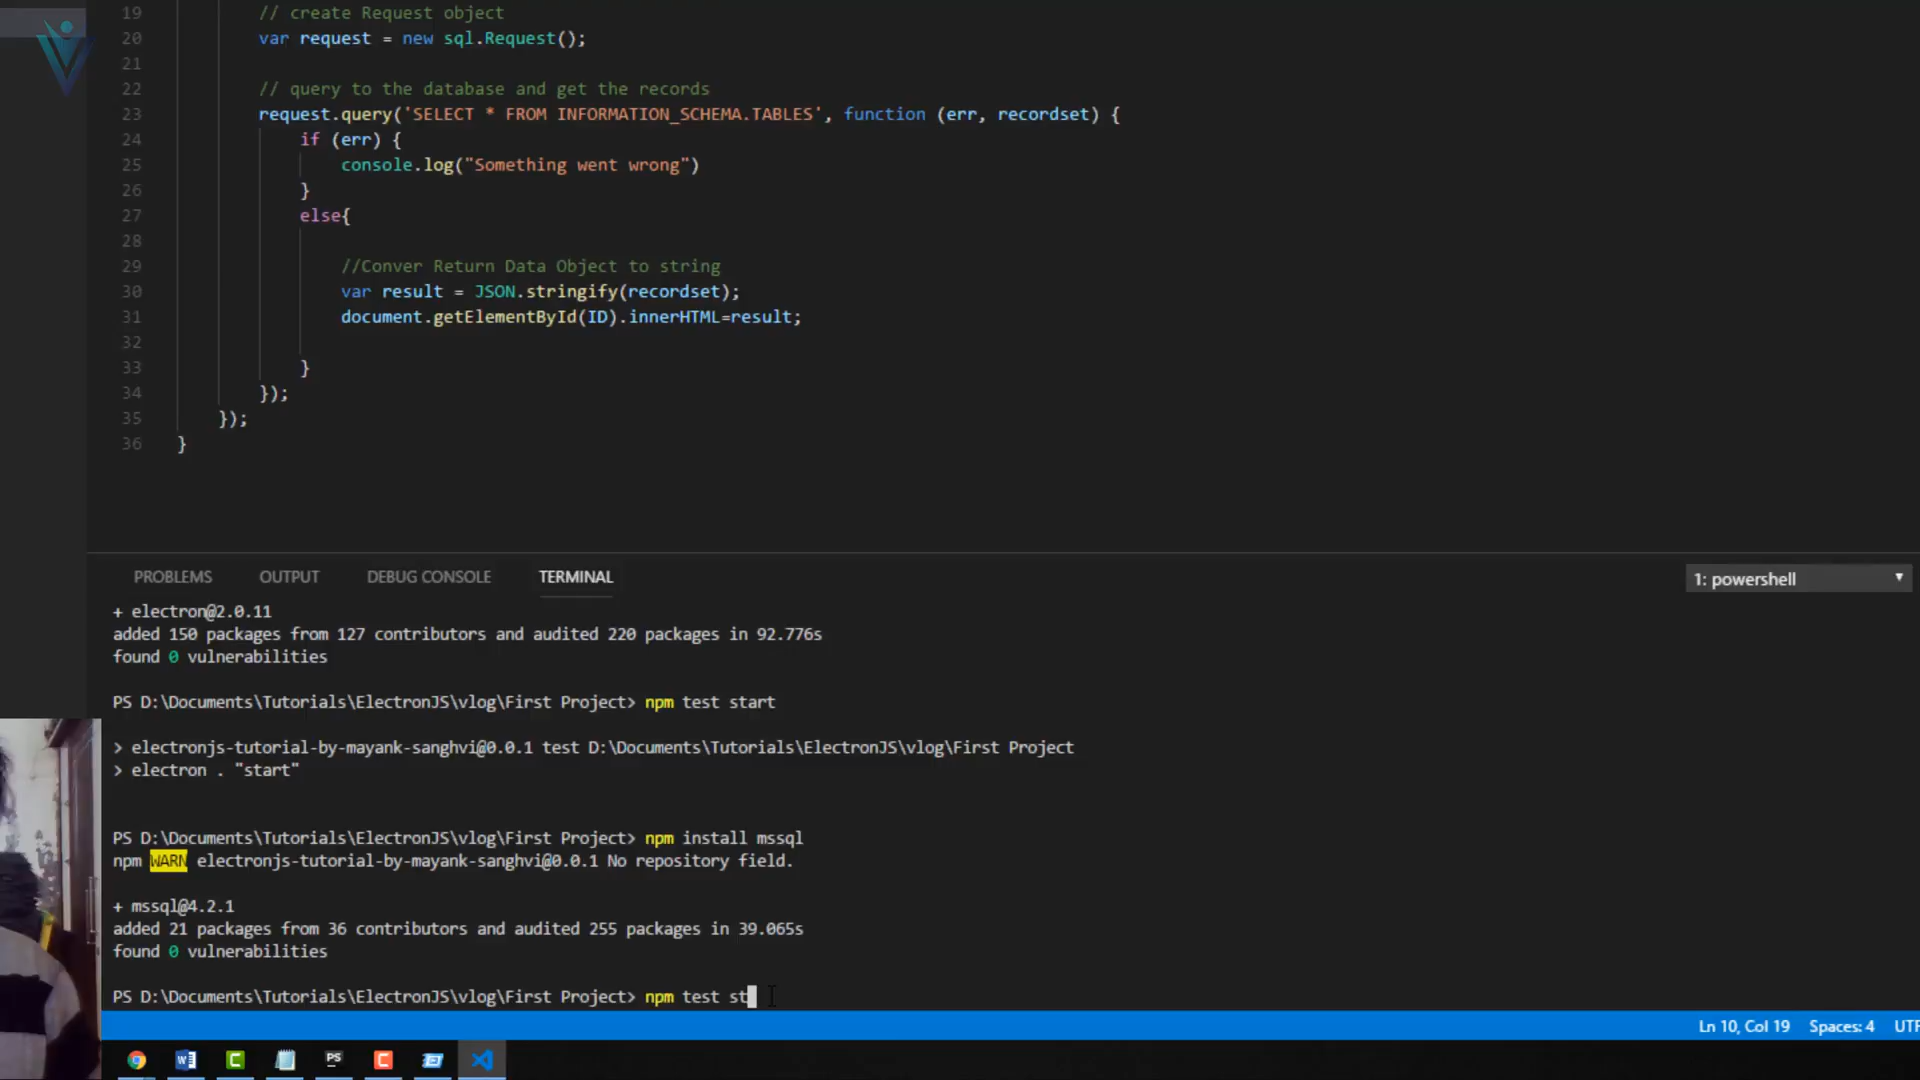 19 // create Request object
20 var request = new sql.Request();
21
22 // query to the database and get the records
23 request.query('SELECT * FROM INFORMATION_SCHEMA.TABLES', function (err, recordset) {
24 if (err) {
25 console.log("Something went wrong")
26 }
27 else{
28
29 //Conver Return Data Object to string
30 var result = JSON.stringify(recordset);
31 document.getElementById(ID).innerHTML=result;
32
33 }
34 });
35 });
36 }
PROBLEMS OUTPUT DEBUG CONSOLE TERMINAL 1: powershell
+ electron@2.0.11
added 150 packages from 127 contributors and audited 220 packages in 92.776s
found 0 vulnerabilities
PS D:\Documents\Tutorials\ElectronJS\vlog\First Project> npm test start
> electronjs-tutorial-by-mayank-sanghvi@0.0.1 test D:\Documents\Tutorials\ElectronJS\vlog\First Project
> electron . "start"
PS D:\Documents\Tutorials\ElectronJS\vlog\First Project> npm install mssql
npm WARN electronjs-tutorial-by-mayank-sanghvi@0.0.1 No repository field.
+ mssql@4.2.1
added 21 packages from 36 contributors and audited 255 packages in 39.065s
found 0 vulnerabilities
PS D:\Documents\Tutorials\ElectronJS\vlog\First Project> npm test st
Ln 10, Col 19 Spaces: 4 UTF